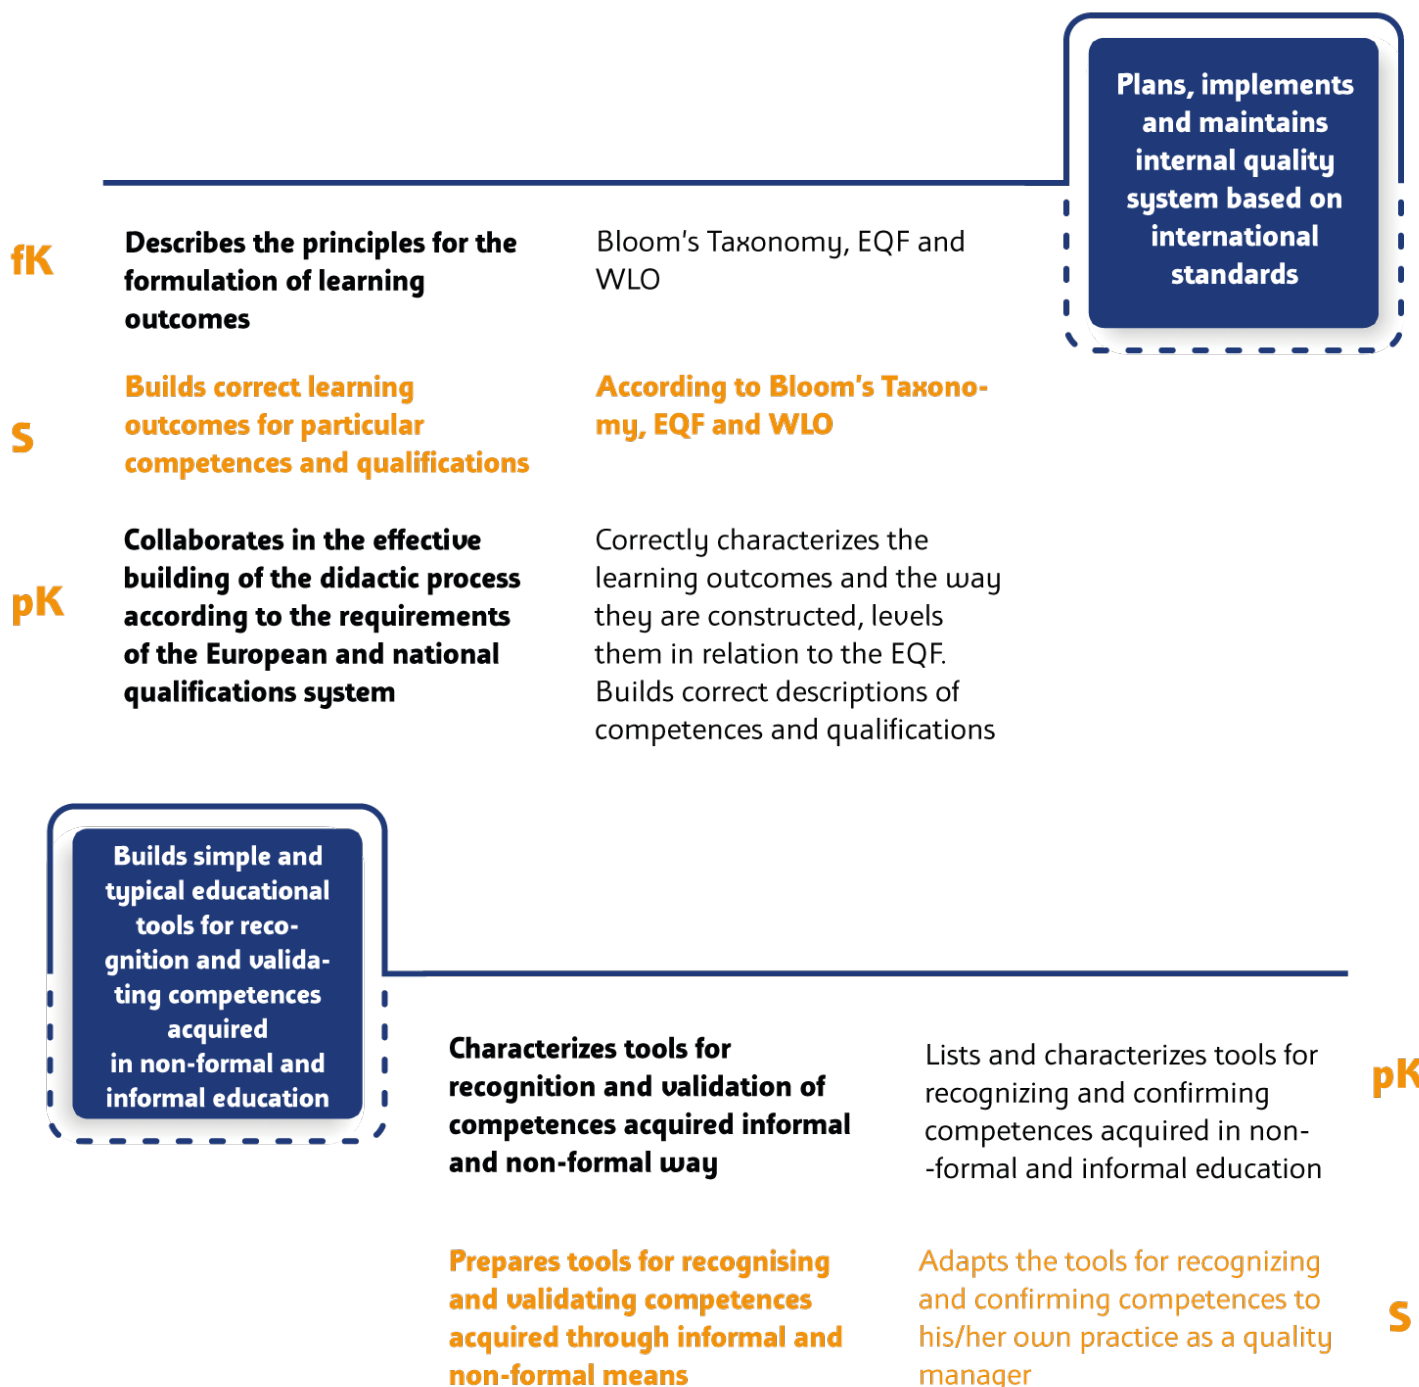 Plans, implements
and maintains
internal quality
system based on
international
standards
fK
Describes the principles for the
formulation of learning
outcomes
Bloom's Taxonomy, EQF and
WLO
S
Builds correct learning
outcomes for particular
competences and qualifications
According to Bloom's Taxono-
my, EQF and WLO
pK
Collaborates in the effective
building of the didactic process
according to the requirements
of the European and national
qualifications system
Correctly characterizes the
learning outcomes and the way
they are constructed, levels
them in relation to the EQF.
Builds correct descriptions of
competences and qualifications
Builds simple and
typical educational
tools for reco-
gnition and valida-
ting competences
acquired
in non-formal and
informal education
Characterizes tools for
recognition and validation of
competences acquired informal
and non-formal way
Lists and characterizes tools for
recognizing and confirming
competences acquired in non-
-formal and informal education
pK
Prepares tools for recognising
and validating competences
acquired through informal and
non-formal means
Adapts the tools for recognizing
and confirming competences to
his/her own practice as a quality
manager
S